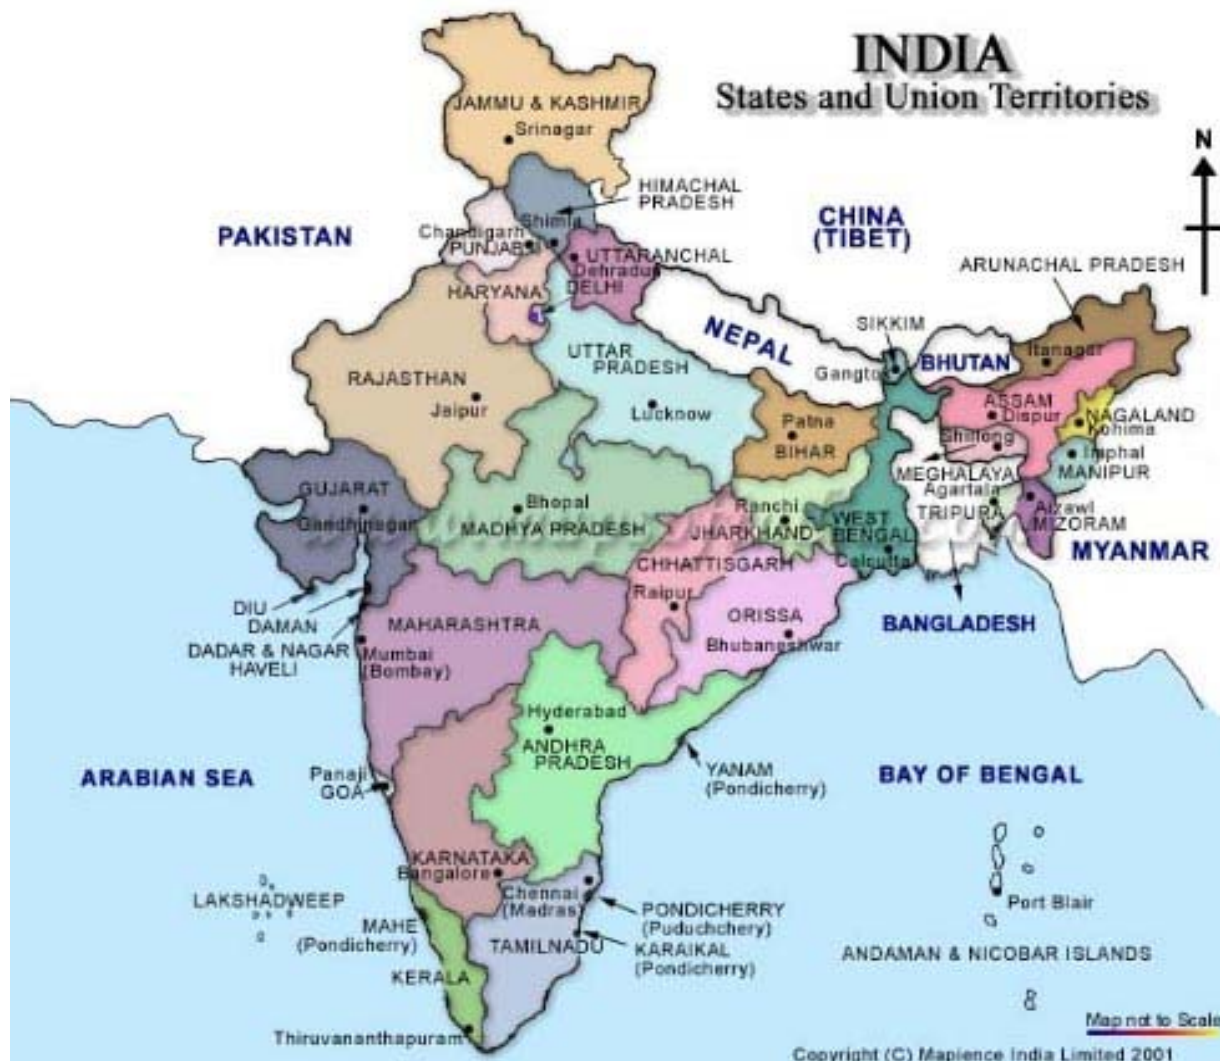 INDIA
States and Union Territories
JAMMU & KASHMIR
Srinagar
N
HIMACHAL
PRADESH
CHINA
(TIBET)
PAKISTAN
Shimla
Chandigarh
PUNJAB
UTTARANCHAL
Dehradun
DELHI
HARYANA
1
ARUNACHAL PRADESH
SIKKIM
NEPAL
BHUTAN
Itanagar
Gangtok
UTTAR
PRADESH
RAJASTHAN
Jaipur
Lucknow
Patna
BIHAR
ASSAM
Dispur
NAGALAND
Kohima
Shillong
Imphal
MANIPUR
MEGHALAYA
Agartala
TRIPURA
Aizawl
MIZORAM
MYANMAR
GUJARAT
Gandhinagar
Bhopal
MADHYA PRADESH
Ranchi
JHARKHAND
WEST
BENGAL
Calcutta
CHHATTISGARH
Raipur
ORISSA
Bhubaneshwar
BANGLADESH
DIU
DAMAN
DADAR & NAGAR
HAVELI
MAHARASHTRA
Mumbai
(Bombay)
Hyderabad
ANDHRA
PRADESH
YANAM
(Pondicherry)
ARABIAN SEA
BAY OF BENGAL
Panaji
GOA
KARNATAKA
Bangalore
Chennai
(Madras)
LAKSHADWEEP
MAHE
(Pondicherry)
PONDICHERRY
(Puduchchery)
KARAIKAL
(Pondicherry)
TAMILNADU
KERALA
Thiruvananthapuram
Port Blair
ANDAMAN & NICOBAR ISLANDS
Map not to Scale
Copyright (C) Mapience India Limited 2001